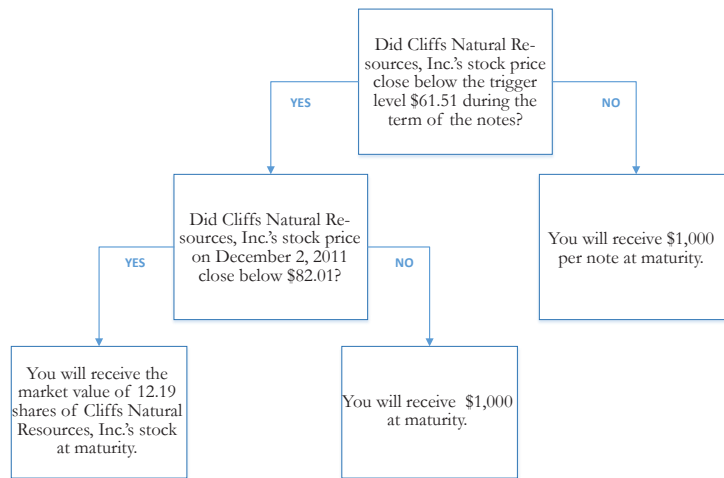 Did Cliffs Natural Re-
sources, Inc.'s stock price
close below the trigger
level $61.51 during the
term of the notes?
YES
NO
Did Cliffs Natural Re-
sources, Inc.'s stock price
on December 2, 2011
close below $82.01?
You will receive $1,000
per note at maturity.
YES
NO
You will receive the
market value of 12.19
shares of Cliffs Natural
Resources, Inc.'s stock
at maturity.
You will receive $1,000
at maturity.